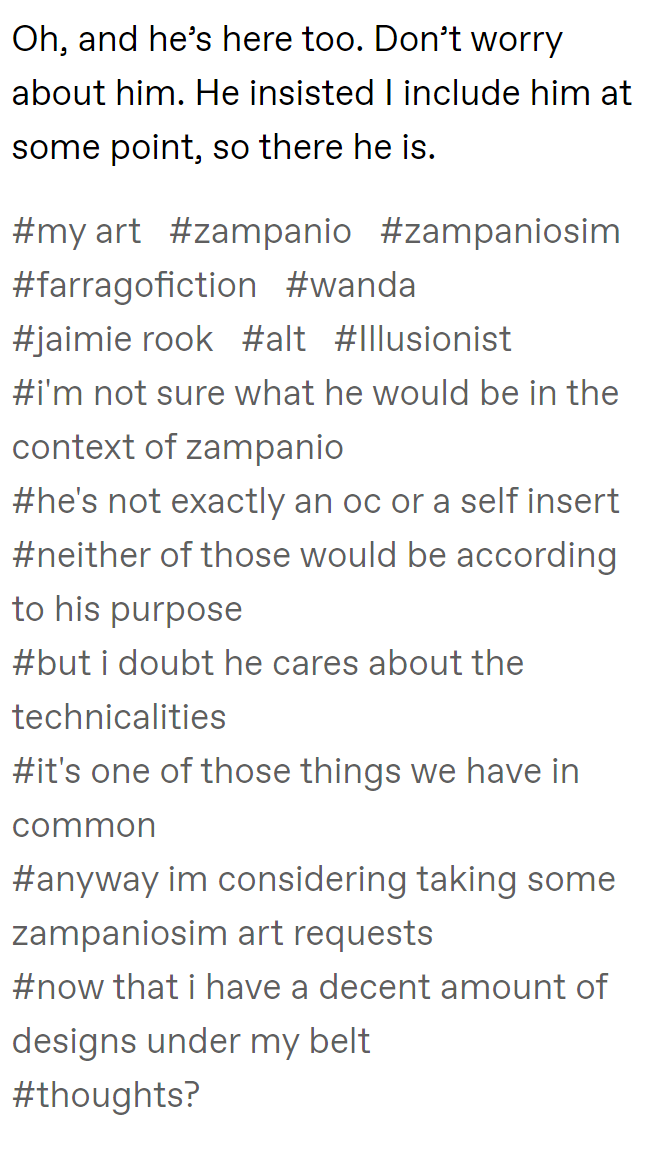 Oh, and he’s here too. Don’t worry
about him. He insisted I include him at
some point, so there he is.
#my art #zampanio #zampaniosim
#farragofiction #wanda
#jaimie rook #alt #Illusionist
#i'm not sure what he would be in the
context of zampanio
#he's not exactly an oc or a self insert
#neither of those would be according
to his purpose
#but i doubt he cares about the
technicalities
#it's one of those things we have in
common
#anyway im considering taking some
zampaniosim art requests
#now that i have a decent amount of
designs under my belt
#thoughts?